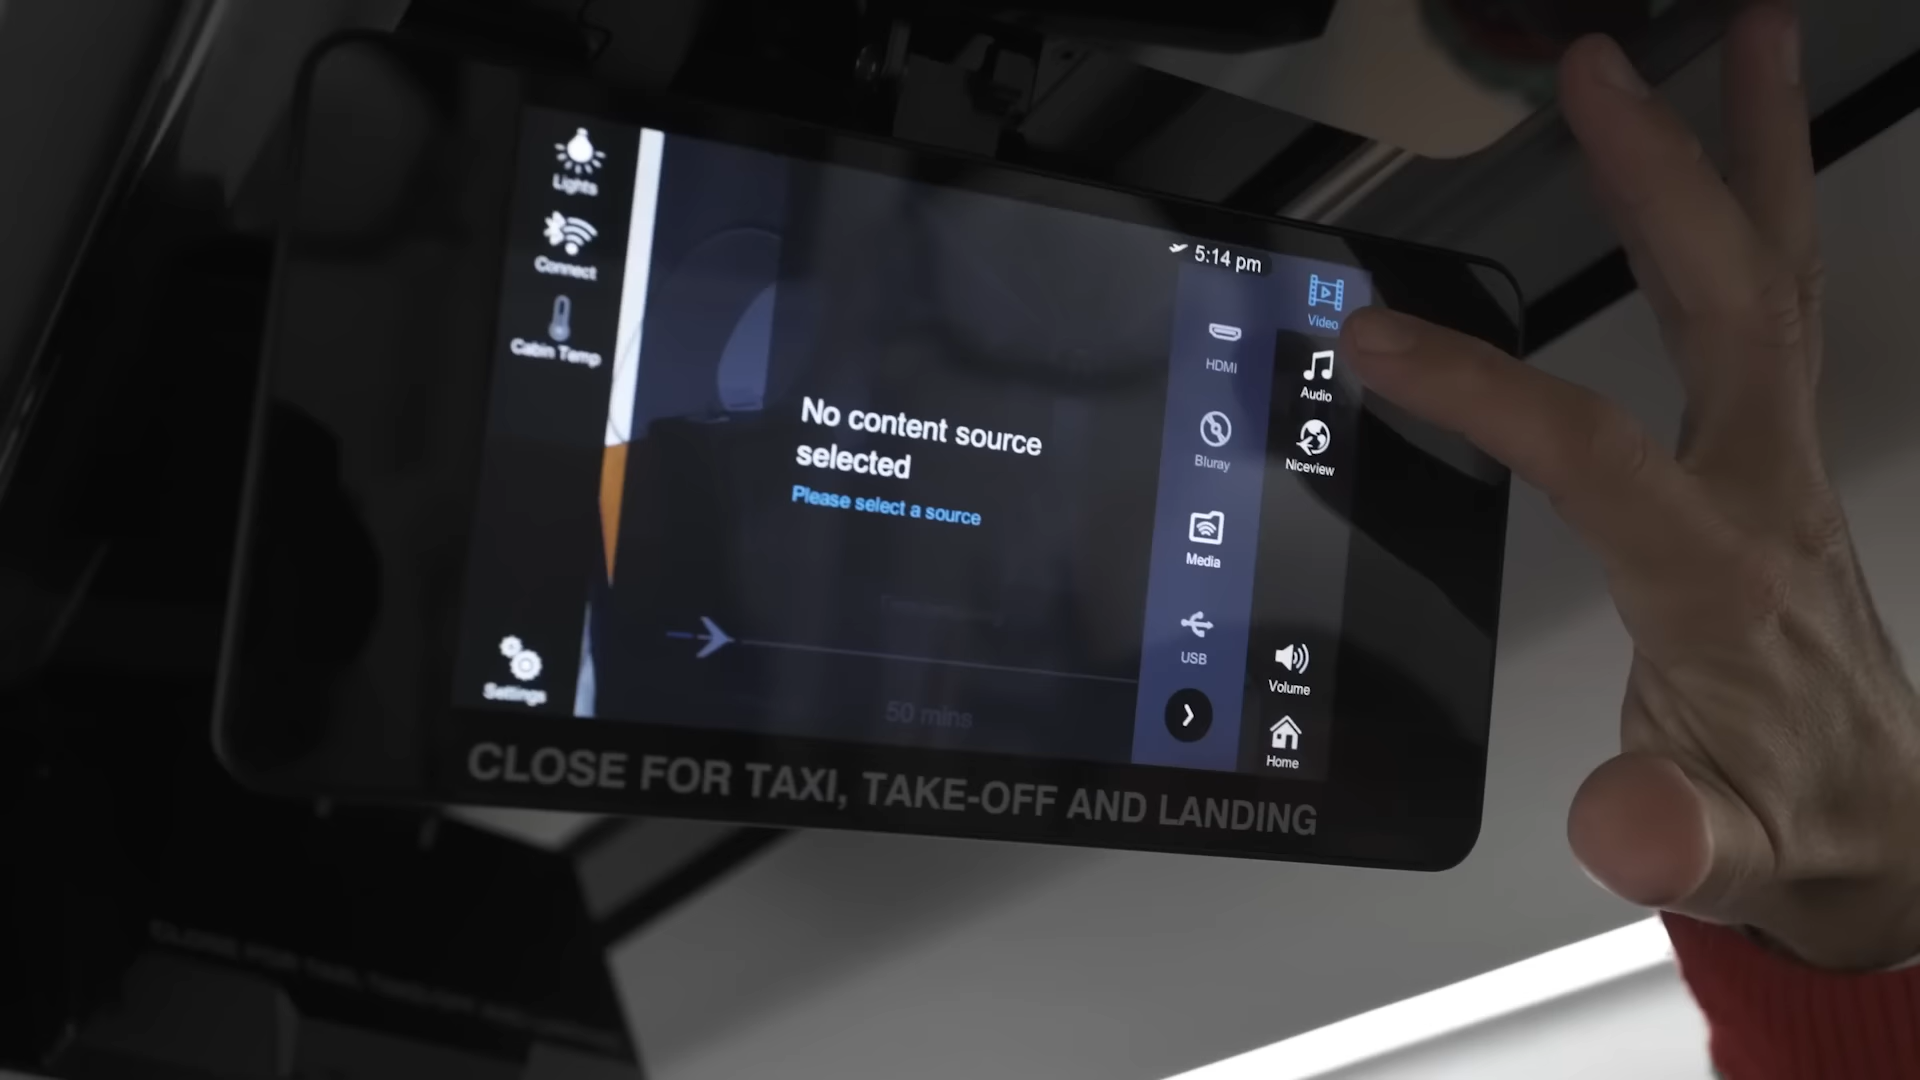 Lights
Connect
Cabin Temp
Settings
5:14 pm
No content source
selected
Please select a source
50 mins
HDMI
Bluray
Media
USB
Video
Audio
Niceview
Volume
Home
CLOSE FOR TAXI, TAKE-OFF AND LANDING